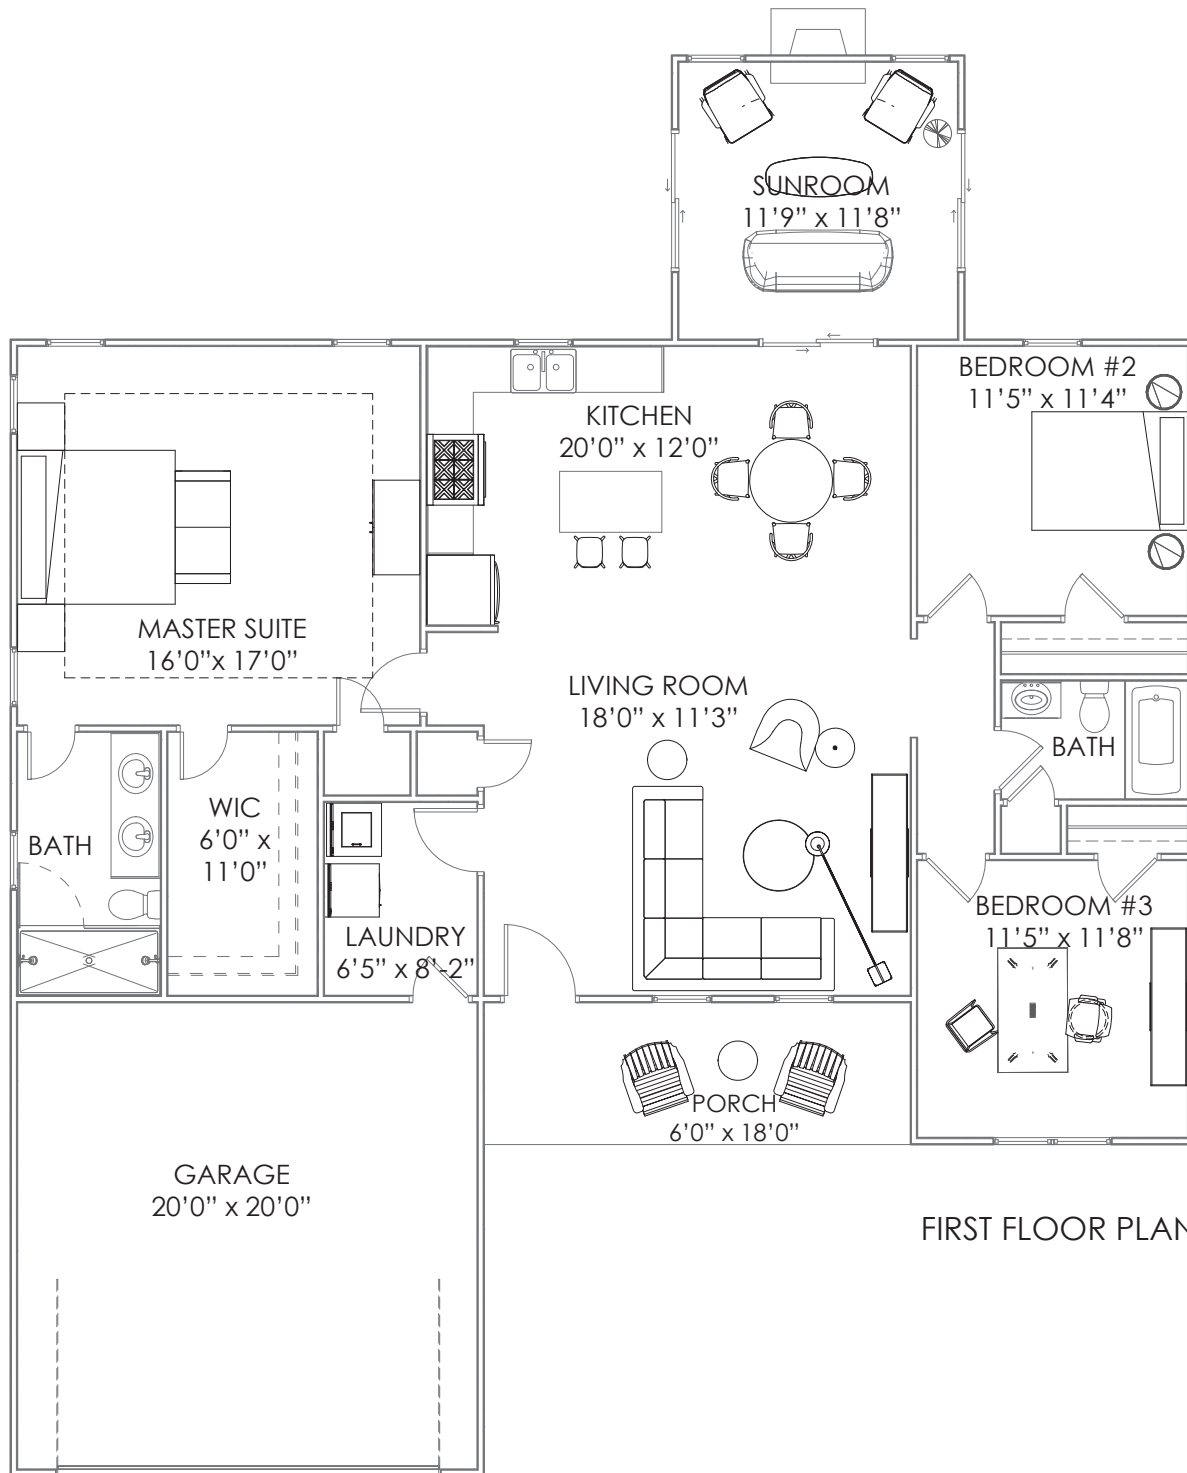 SUNROOM
11’9” x 11’8”
BEDROOM #2
11’5” x 11’4”
KITCHEN
20’0” x 12’0”
MASTER SUITE
16’0”x 17’0”
LIVING ROOM
18’0” x 11’3”
BATH
WIC
6’0” x
11’0”
BATH
BEDROOM #3
11’5” x 11’8”
LAUNDRY
6’5” x 8’-2”
PORCH
6’0” x 18’0”
GARAGE
20’0” x 20’0”
FIRST FLOOR PLAN